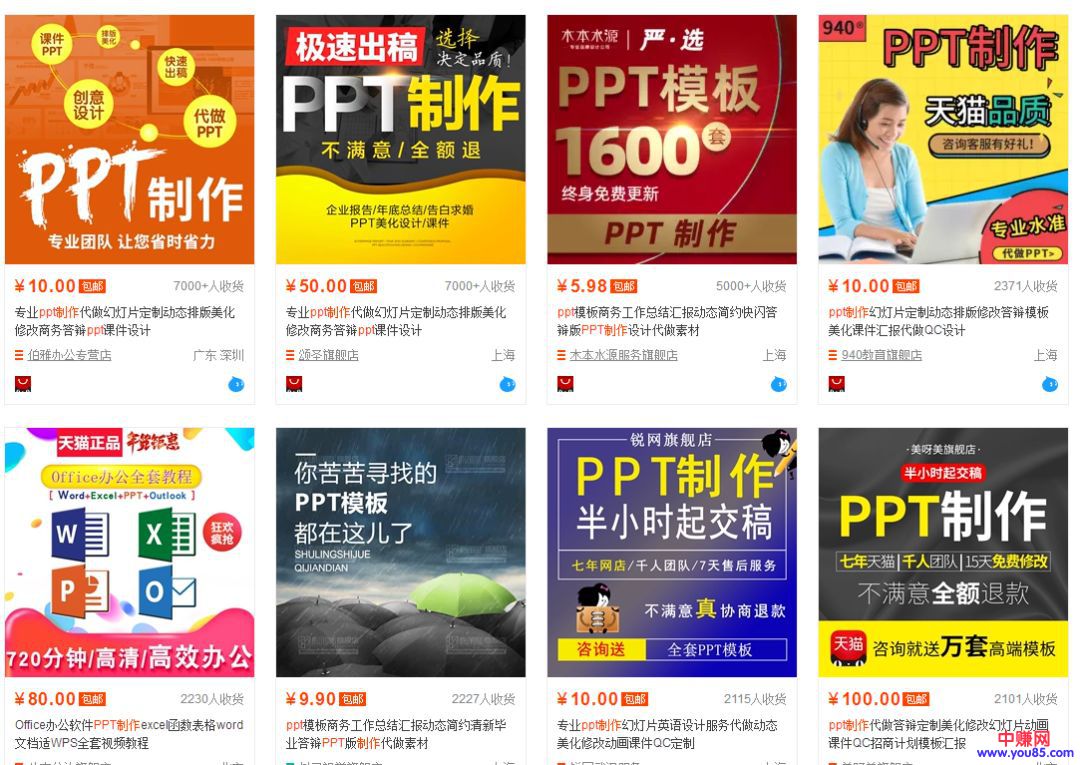 课件
PPT
排版
美化
快速
出稿
创意
设计
代做
PPT
PPT制作
专业团队 让您省时省力
¥10.00 包邮 7000+人收货
专业ppt制作代做幻灯片定制动态排版美化
修改商务答辩ppt课件设计
伯雅办公专营店 广东 深圳
极速出稿
选择
决定品质!
PPT制作
不满意/全额退
企业报告/年底总结/告白求婚
PPT美化设计/课件
¥50.00 包邮 7000+人收货
专业ppt制作代做幻灯片定制动态排版美化
修改商务答辩ppt课件设计
颂圣旗舰店 上海
木本水源 严·选
PPT模板
1600套
终身免费更新
PPT 制作
¥5.98 包邮 5000+人收货
ppt模板商务工作总结汇报动态简约快闪答
辩版PPT制作设计代做素材
木本水源服务旗舰店 上海
940®
PPT制作
天猫品质
咨询客服有好礼!
专业水准
代做PPT>
¥10.00 包邮 2371人收货
ppt制作幻灯片定制动态排版修改答辩模板
美化课件汇报代做QC设计
940教育旗舰店 上海
天猫正品 年货钜惠
Office办公全套教程
[ Word+Excel+PPT+Outlook ]
W
X
狂欢
疯抢
P
O
720分钟/高清/高效办公
¥80.00 包邮 2230人收货
Office办公软件PPT制作excel函数表格word
文档适WPS全套视频教程
你苦苦寻找的
PPT模板
都在这儿了
SHULINGSHIJUE
QIJIANDIAN
¥9.90 包邮 2227人收货
ppt模板商务工作总结汇报动态简约清新毕
业答辩PPT版制作代做素材
锐网旗舰店
PPT制作
半小时起交稿
七年网店/千人团队/7天售后服务
不满意真协商退款
咨询送 全套PPT模板
¥10.00 包邮 2115人收货
专业ppt制作幻灯片英语设计服务代做动态
美化修改动画课件QC定制
·美呀美旗舰店·
半小时起交稿
PPT制作
七年天猫|千人团队|15天免费修改
不满意全额退款
天猫
咨询就送万套高端模板
¥100.00 包邮 2101人收货
ppt制作代做答辩定制美化修改幻灯片动画
课件QC招商计划模板汇报
中赚网
www.you85.com